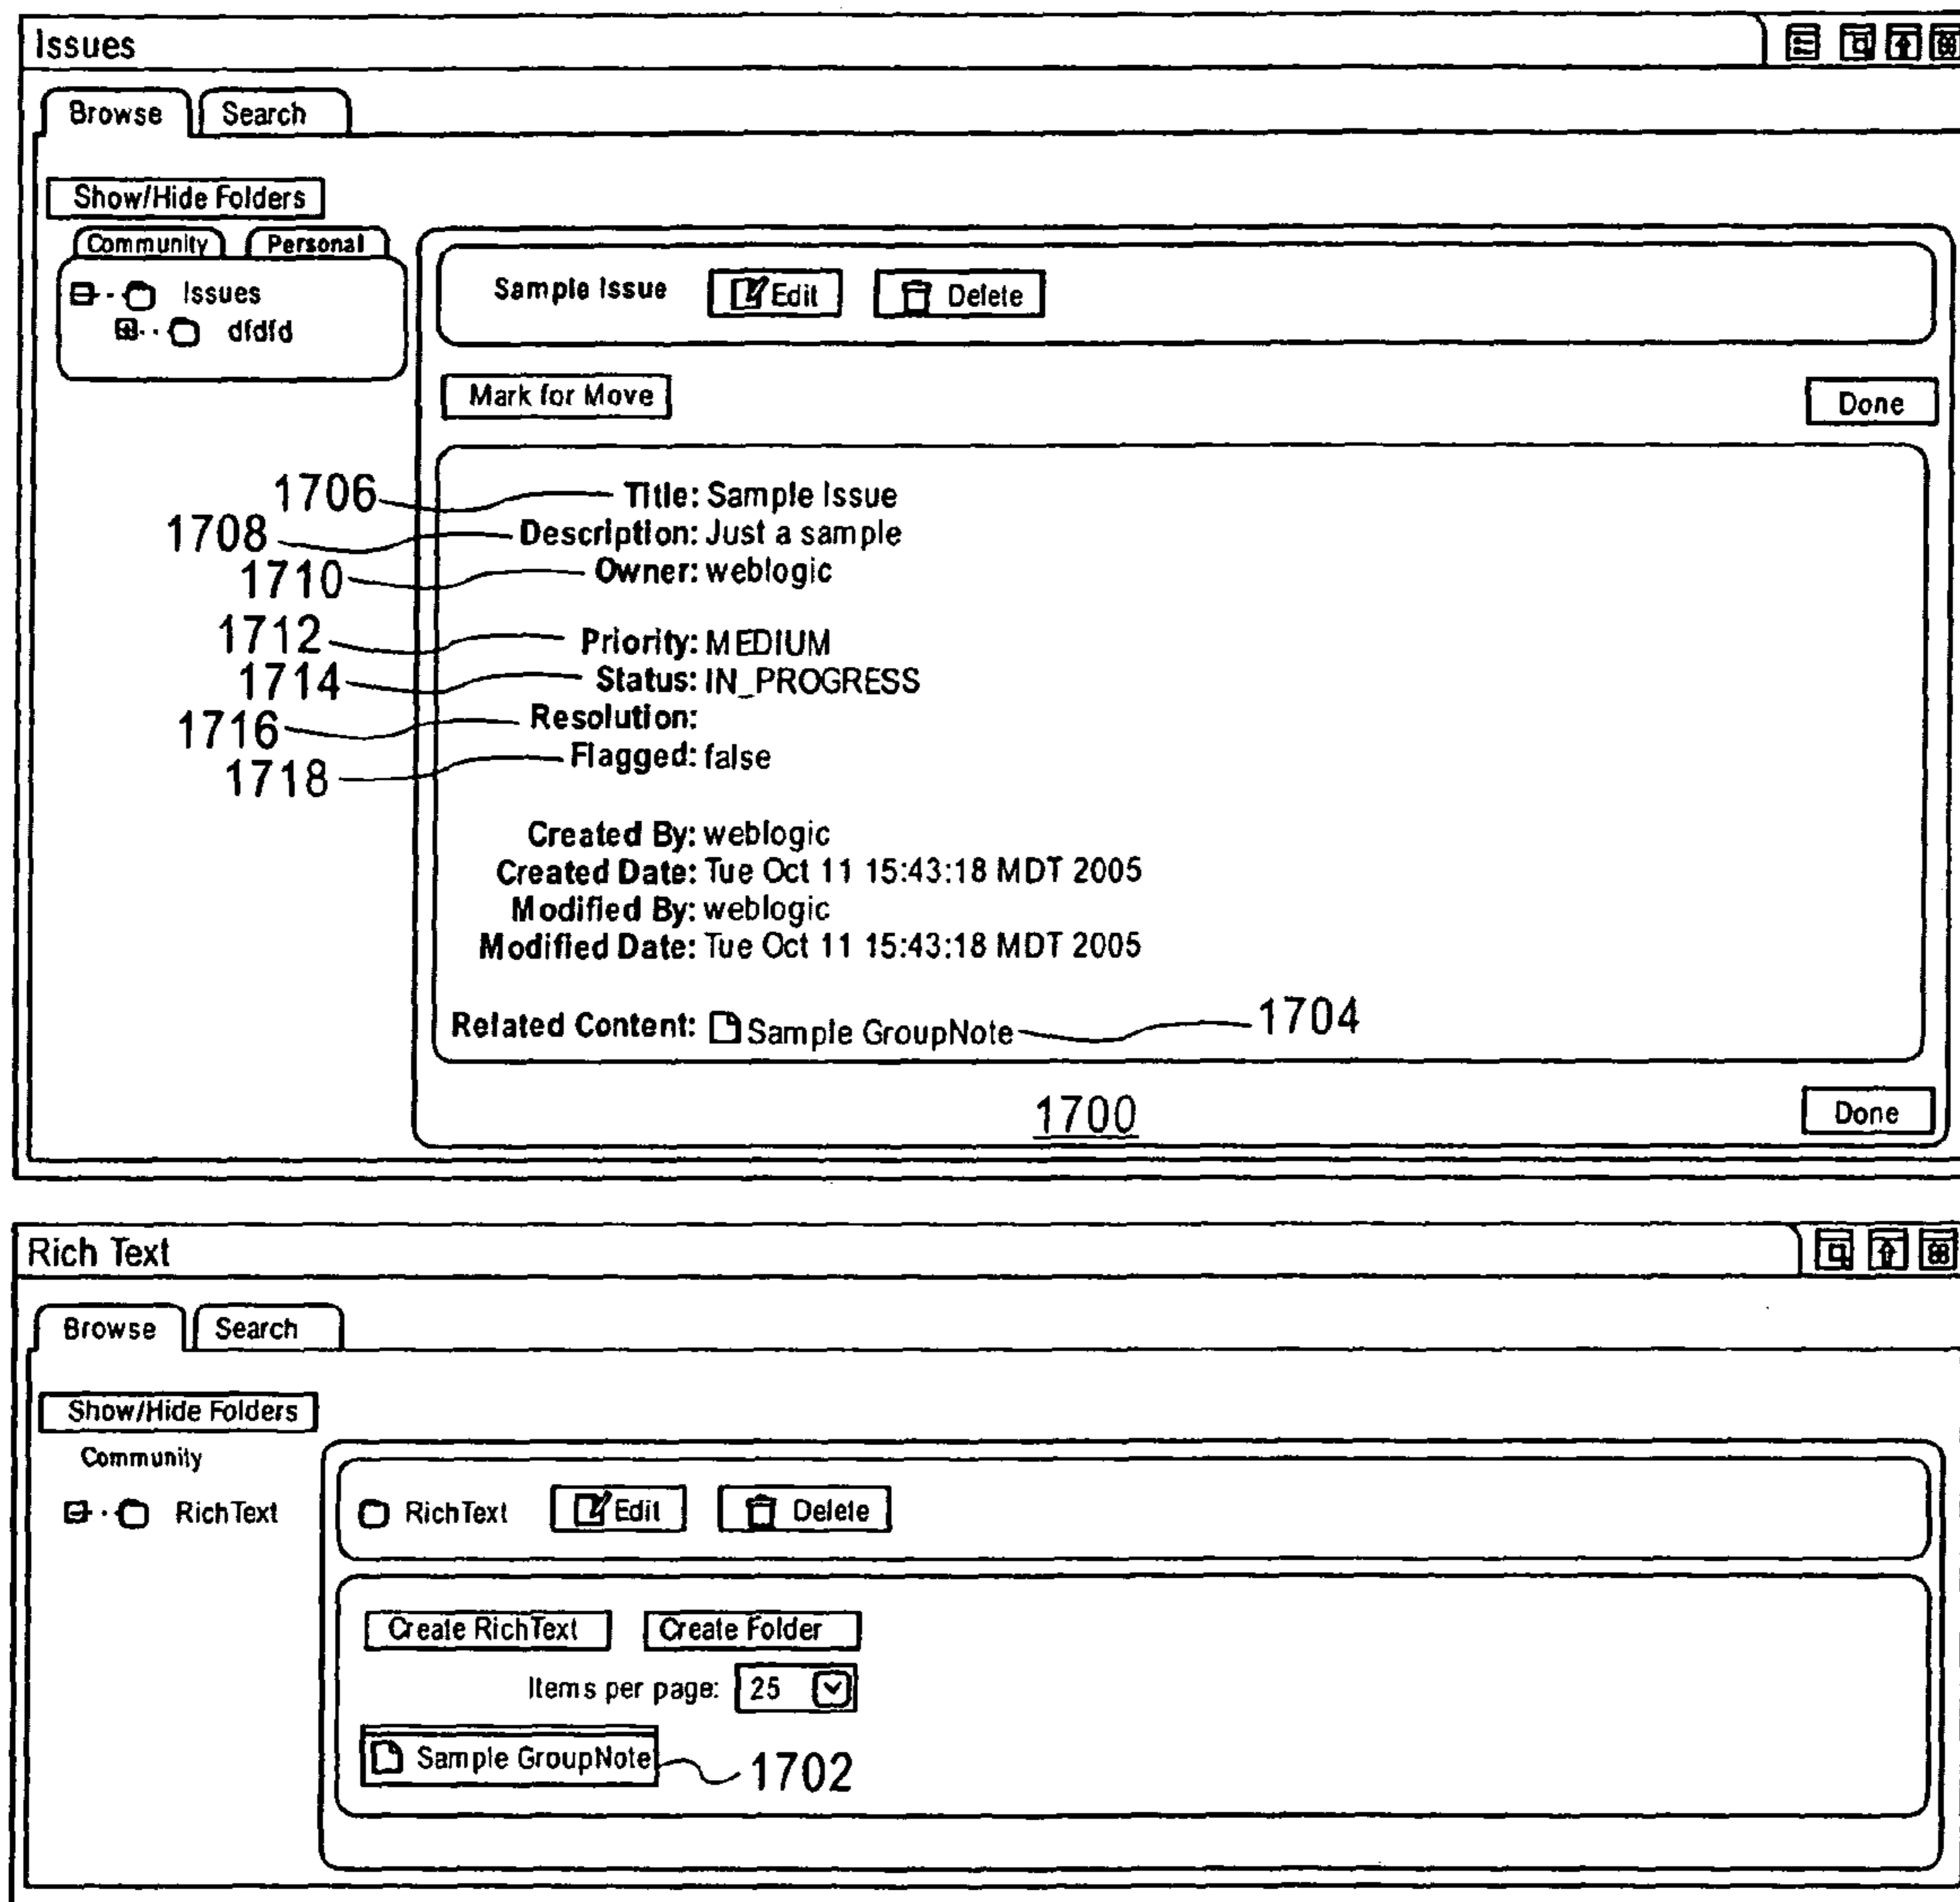 Issues
Browse Search
Show/Hide Folders
Community Personal
Issues
dfdfd
Sample Issue Edit Delete
Mark for Move Done
1706 Title: Sample Issue
1708 Description: Just a sample
1710 Owner: weblogic
1712 Priority: MEDIUM
1714 Status: IN_PROGRESS
1716 Resolution:
1718 Flagged: false
Created By: weblogic
Created Date: Tue Oct 11 15:43:18 MDT 2005
Modified By: weblogic
Modified Date: Tue Oct 11 15:43:18 MDT 2005
Related Content: Sample GroupNote 1704
1700 Done
Rich Text
Browse Search
Show/Hide Folders
Community
RichText
RichText Edit Delete
Create RichText Create Folder
Items per page: 25
Sample GroupNote 1702